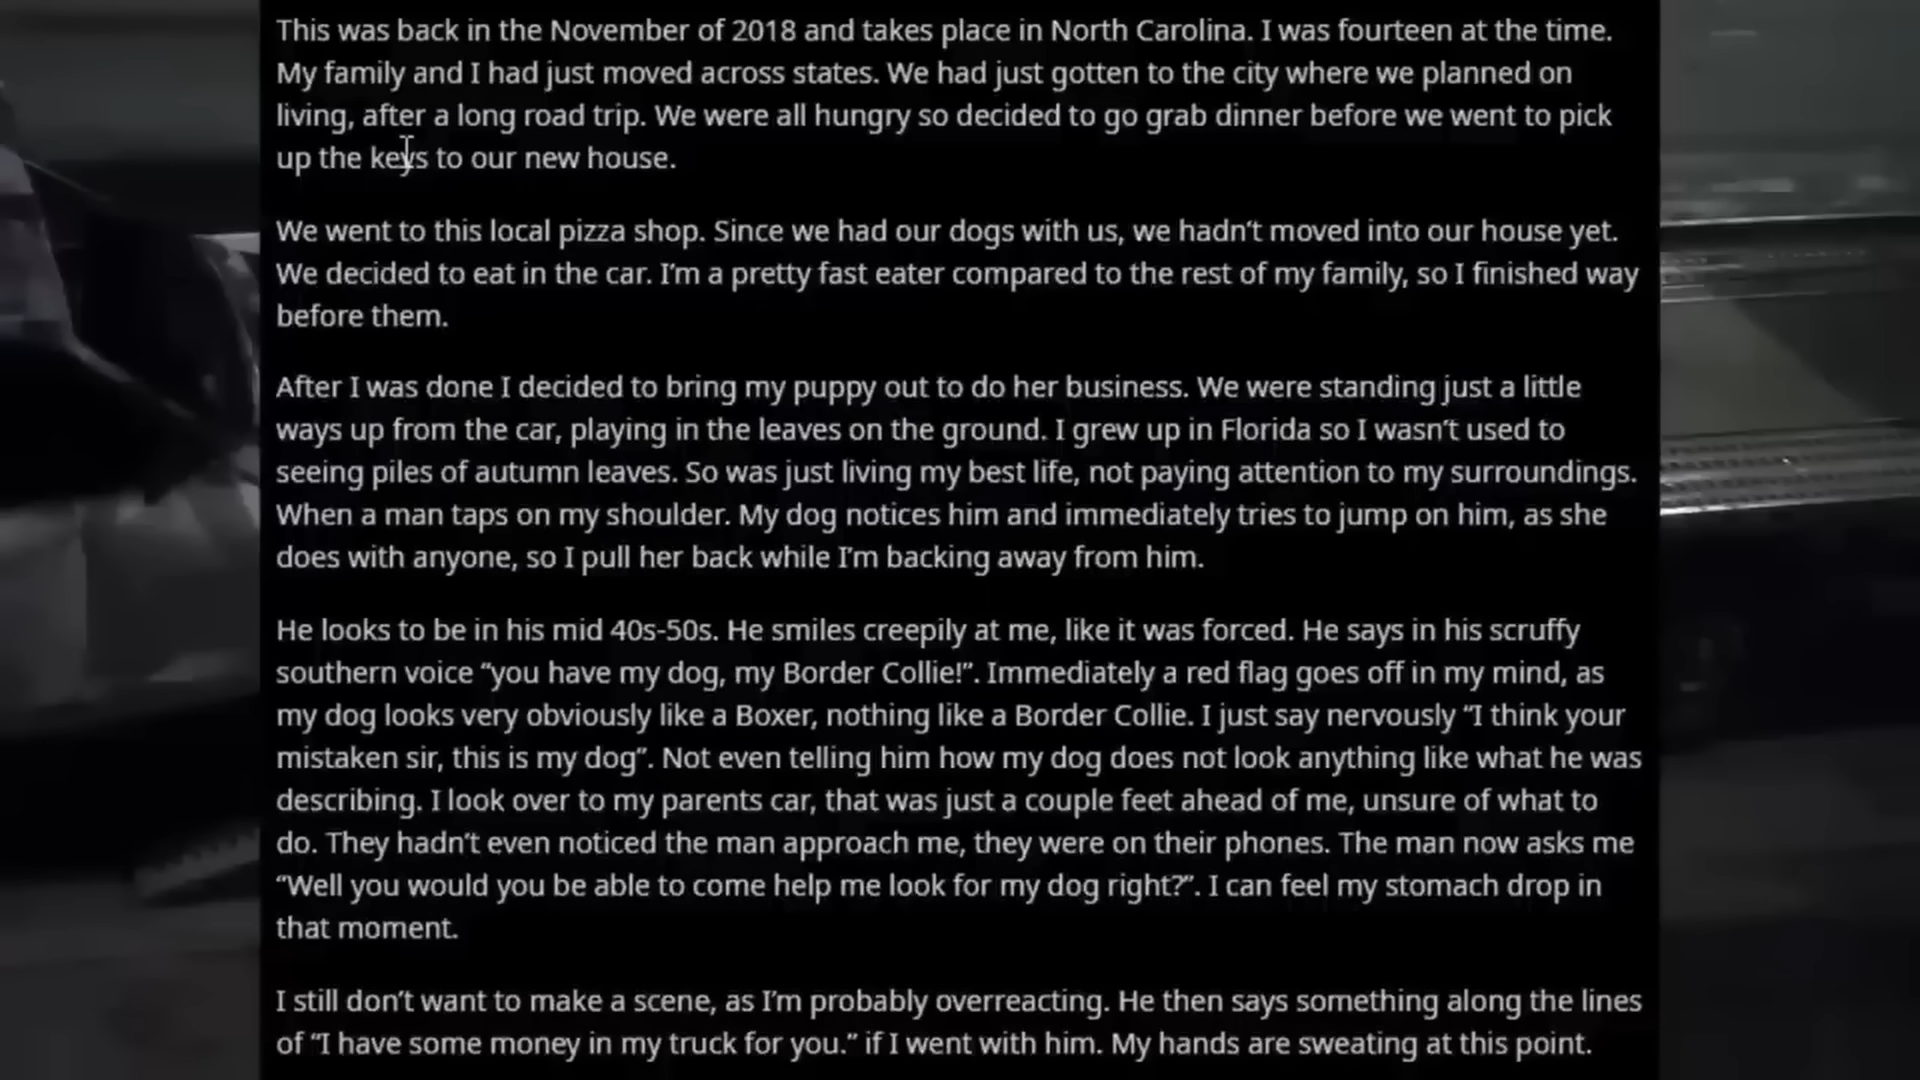 This was back in the November of 2018 and takes place in North Carolina. I was fourteen at the time.
My family and I had just moved across states. We had just gotten to the city where we planned on
living, after a long road trip. We were all hungry so decided to go grab dinner before we went to pick
up the keys to our new house.
We went to this local pizza shop. Since we had our dogs with us, we hadn't moved into our house yet.
We decided to eat in the car. I'm a pretty fast eater compared to the rest of my family, so I finished way
before them.
After I was done I decided to bring my puppy out to do her business. We were standing just a little
ways up from the car, playing in the leaves on the ground. I grew up in Florida so I wasn't used to
seeing piles of autumn leaves. So was just living my best life, not paying attention to my surroundings.
When a man taps on my shoulder. My dog notices him and immediately tries to jump on him, as she
does with anyone, so I pull her back while I'm backing away from him.
He looks to be in his mid 40s-50s. He smiles creepily at me, like it was forced. He says in his scruffy
southern voice “you have my dog, my Border Collie!”. Immediately a red flag goes off in my mind, as
my dog looks very obviously like a Boxer, nothing like a Border Collie. I just say nervously “I think your
mistaken sir, this is my dog”. Not even telling him how my dog does not look anything like what he was
describing. I look over to my parents car, that was just a couple feet ahead of me, unsure of what to
do. They hadn't even noticed the man approach me, they were on their phones. The man now asks me
“Well you would you be able to come help me look for my dog right?”. I can feel my stomach drop in
that moment.
I still don't want to make a scene, as I'm probably overreacting. He then says something along the lines
of “I have some money in my truck for you.” if I went with him. My hands are sweating at this point.